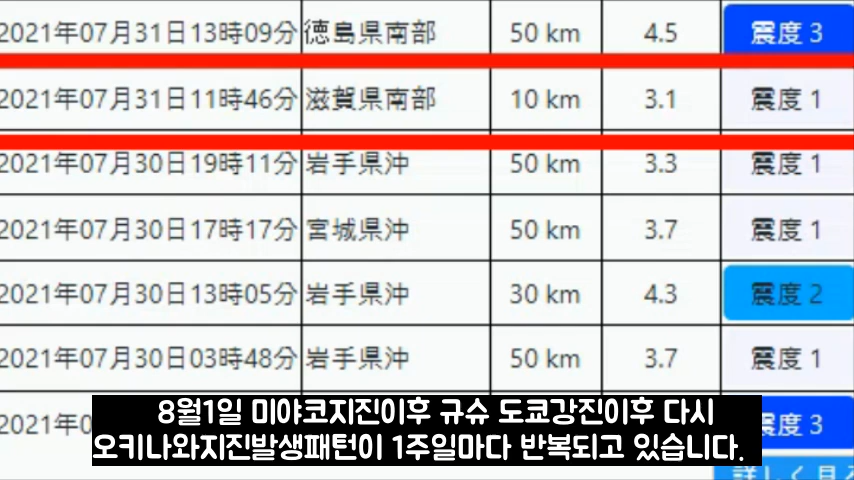 2021年07月31日13時09分 徳島県南部 50 km 4.5 震度 3
2021年07月31日11時46分 滋賀県南部 10 km 3.1 震度 1
2021年07月30日19時11分 岩手県沖 50 km 3.3 震度 1
2021年07月30日17時17分 宮城県沖 50 km 3.7 震度 1
2021年07月30日13時05分 岩手県沖 30 km 4.3 震度 2
2021年07月30日03時48分 岩手県沖 50 km 3.7 震度 1
2021年0 震度 3
8월1일 미야코지진이후 규슈 도쿄강진이후 다시
오키나와지진발생패턴이 1주일마다 반복되고 있습니다.
詳しく見